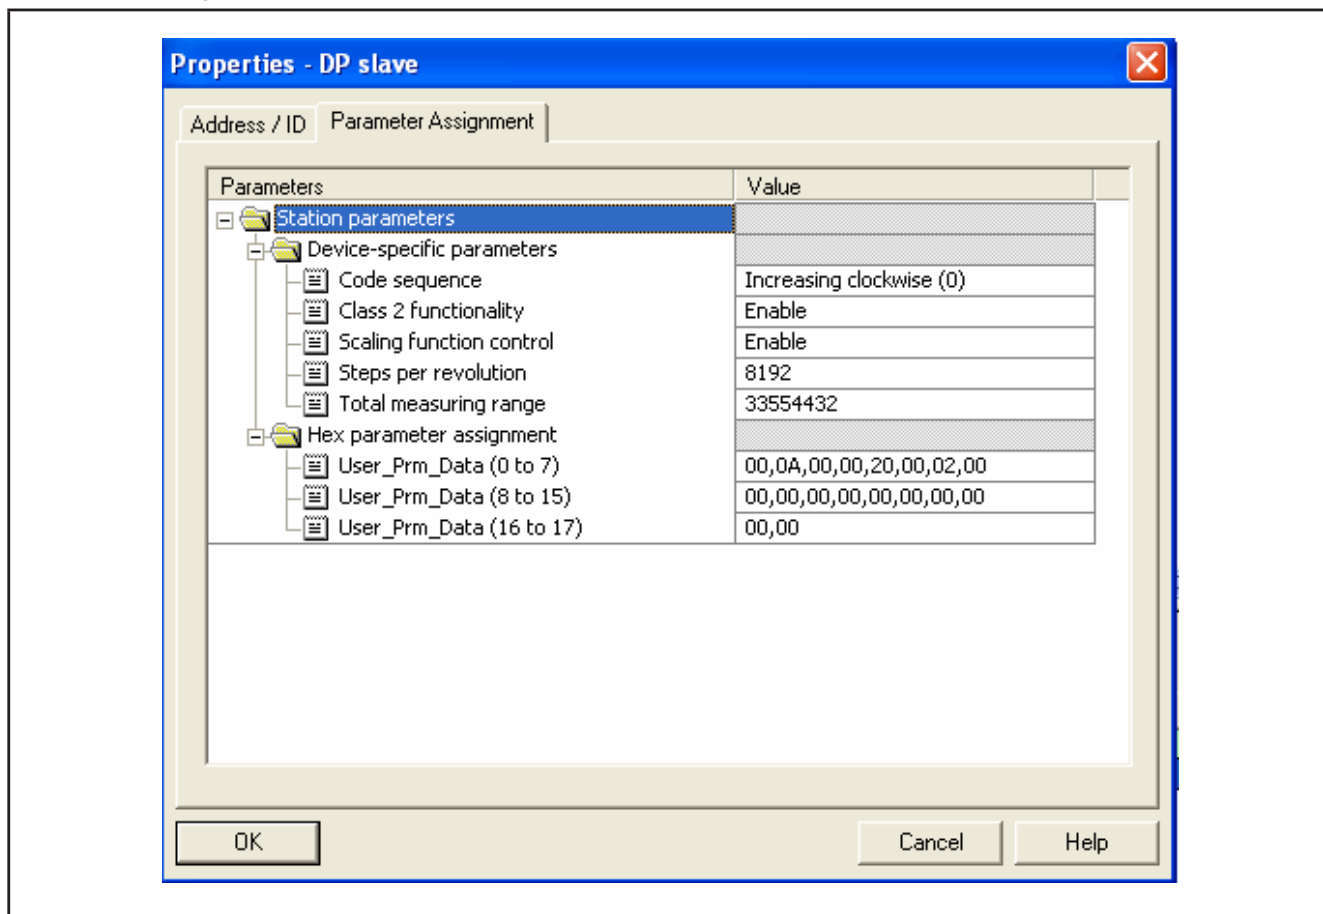 Properties - DP slave
Address / ID Parameter Assignment
Parameters Value
Station parameters
Device-specific parameters
Code sequence Increasing clockwise (0)
Class 2 functionality Enable
Scaling function control Enable
Steps per revolution 8192
Total measuring range 33554432
Hex parameter assignment
User_Prm_Data (0 to 7) 00,0A,00,00,20,00,02,00
User_Prm_Data (8 to 15) 00,00,00,00,00,00,00,00
User_Prm_Data (16 to 17) 00,00
OK Cancel Help